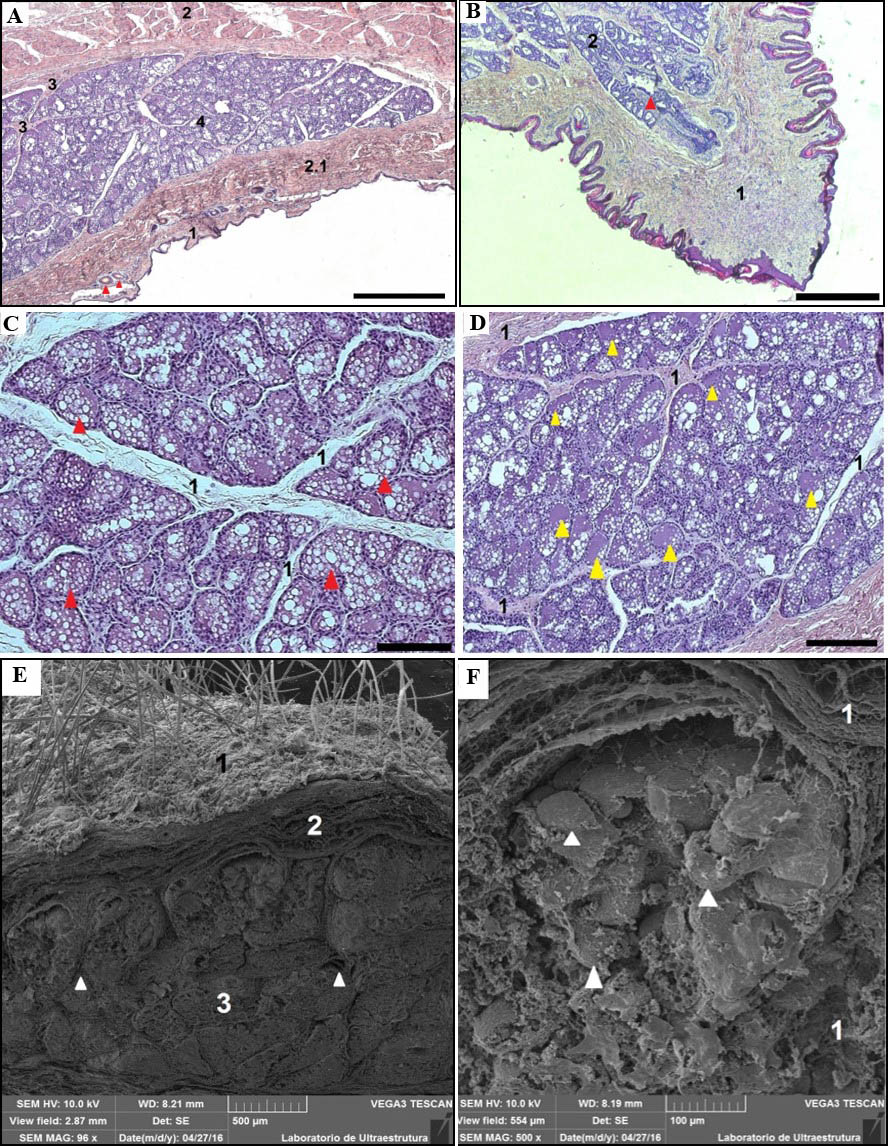 A
2
3
3
4
2.1
1
B
2
1
C
1
1
1
D
1
1
1
1
E
1
2
3
SEM HV: 10.0 kV
WD: 8.21 mm
VEGA3 TESCAN
View field: 2.87 mm
Det: SE
500 µm
SEM MAG: 96 x
Date(m/d/y): 04/27/16
Laboratorio de Ultraestrutura
F
1
1
SEM HV: 10.0 kV
WD: 8.19 mm
VEGA3 TESCAN
View field: 554 µm
Det: SE
100 µm
SEM MAG: 500 x
Date(m/d/y): 04/27/16
Laboratorio de Ultraestrutura